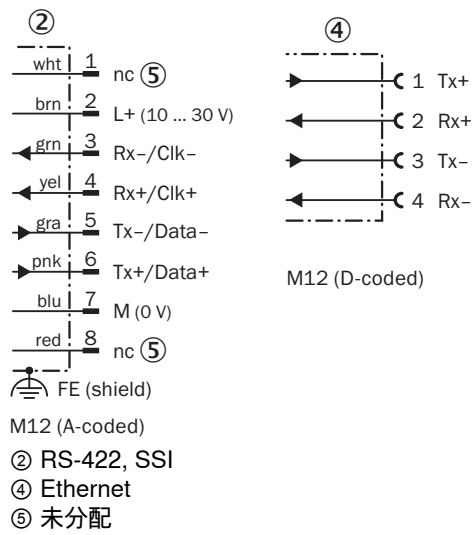 ②
wht 1 nc ⑤
brn 2 L+ (10 ... 30 V)
grn 3 Rx–/Clk–
yel 4 Rx+/Clk+
gra 5 Tx–/Data–
pnk 6 Tx+/Data+
blu 7 M (0 V)
red 8 nc ⑤
FE (shield)
M12 (A-coded)
④
1 Tx+
2 Rx+
3 Tx–
4 Rx–
M12 (D-coded)
② RS-422, SSI
④ Ethernet
⑤ 未分配